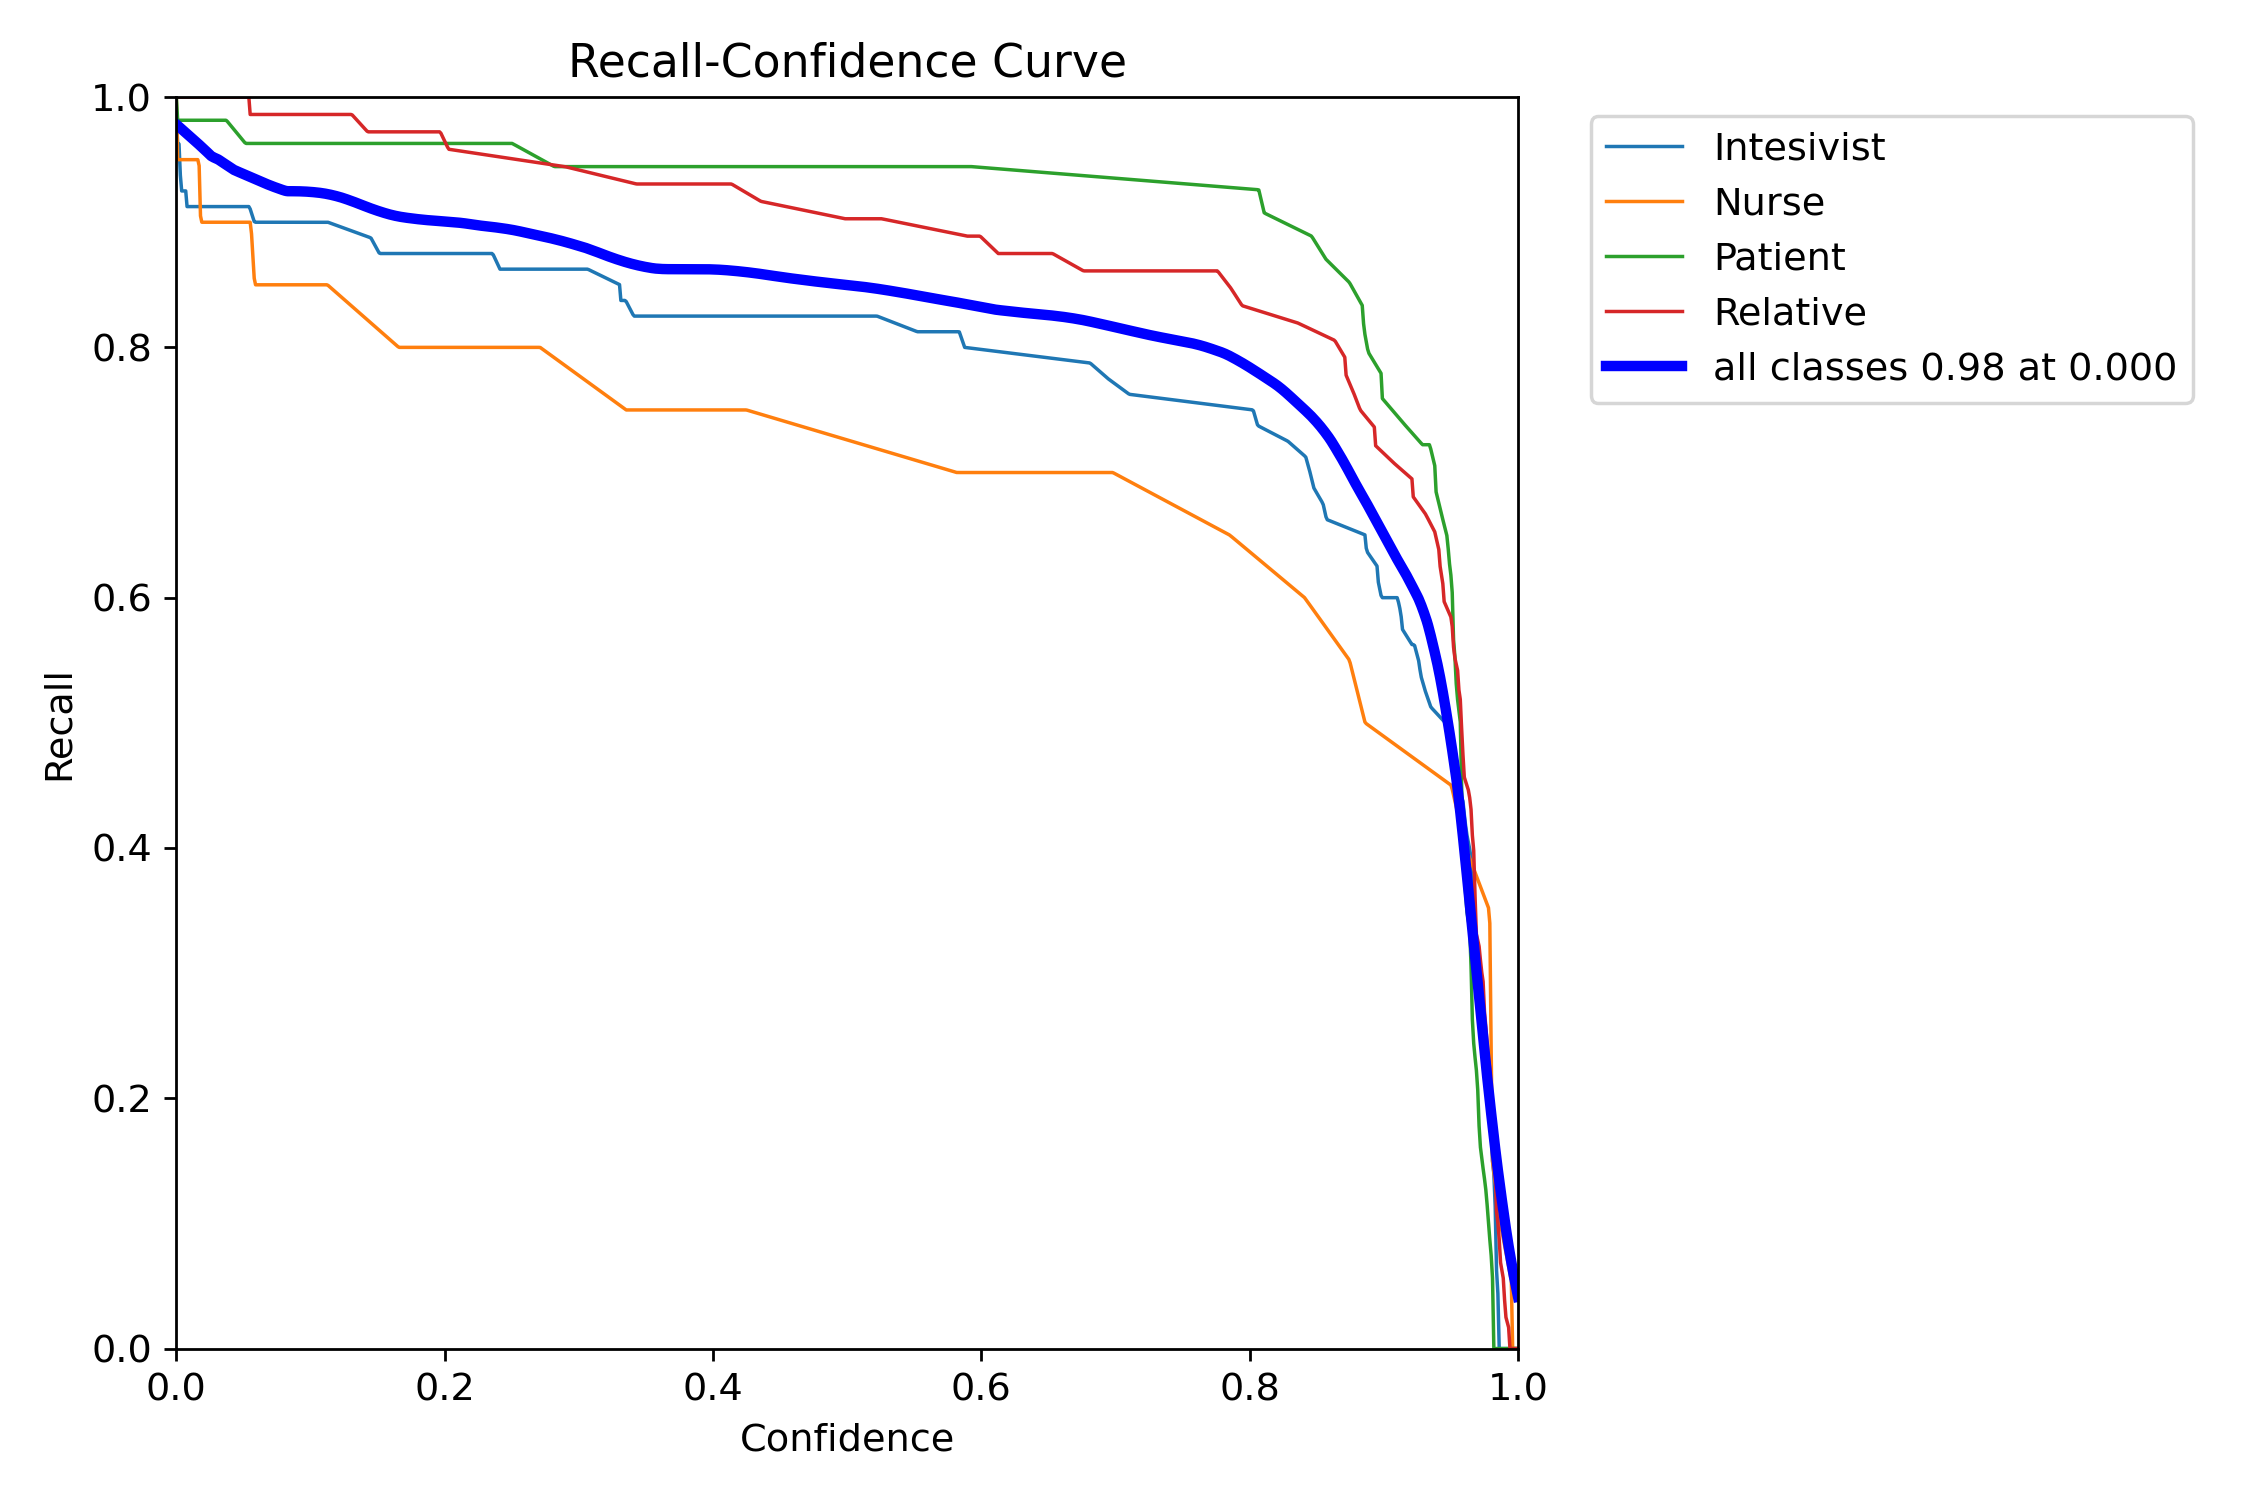 Recall-Confidence Curve
1.0
0.8
0.6
0.4
0.2
0.0
Recall
0.0 0.2 0.4 0.6 0.8 1.0
Confidence
Intesivist
Nurse
Patient
Relative
all classes 0.98 at 0.000